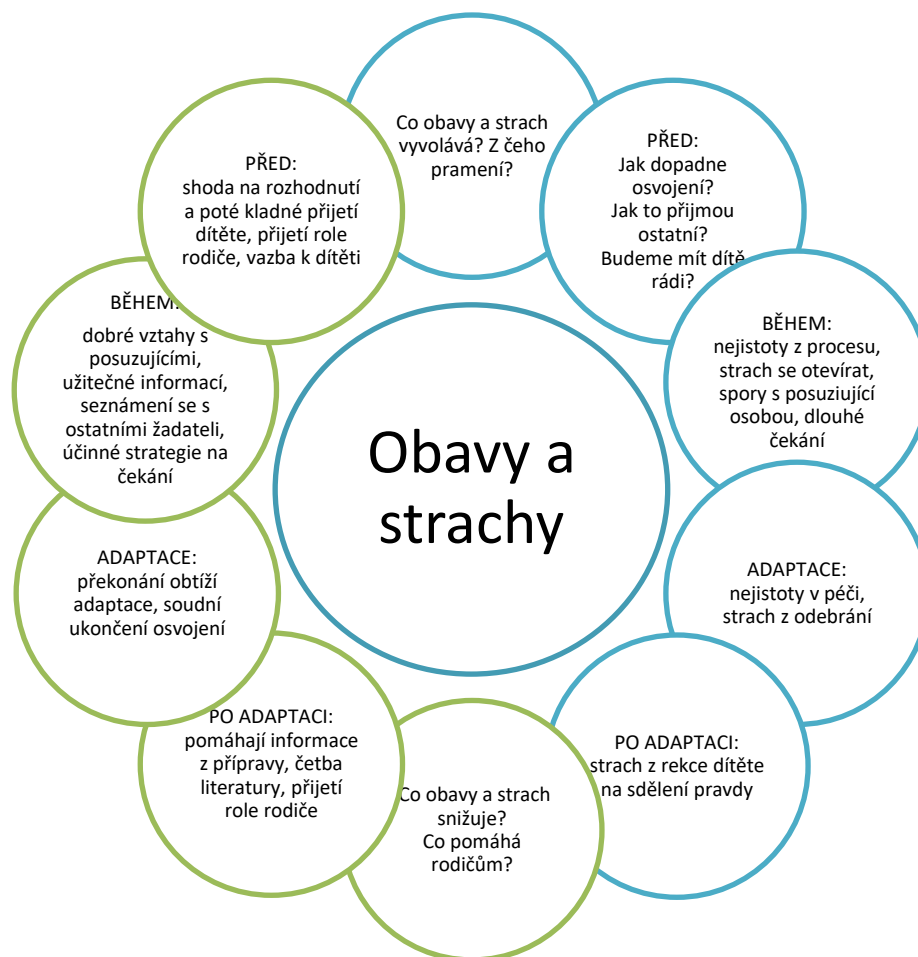 Co obavy a strach
vyvolává? Z čeho
pramení?
PŘED:
Jak dopadne
osvojení?
Jak to přijmou
ostatní?
Budeme mít dítě
rádi?
BĚHEM:
nejistoty z procesu,
strach se otevírat,
spory s posuziující
osobou, dlouhé
čekání
ADAPTACE:
nejistoty v péči,
strach z odebrání
PO ADAPTACI:
strach z rekce dítěte
na sdělení pravdy
Co obavy a strach
snižuje?
Co pomáhá
rodičům?
PO ADAPTACI:
pomáhají informace
z přípravy, četba
literatury, přijetí
role rodiče
ADAPTACE:
překonání obtíží
adaptace, soudní
ukončení osvojení
BĚHEM:
dobré vztahy s
posuzujícími,
užitečné informací,
seznámení se s
ostatními žadateli,
účinné strategie na
čekání
PŘED:
shoda na rozhodnutí
a poté kladné přijetí
dítěte, přijetí role
rodiče, vazba k dítěti
Obavy a
strachy